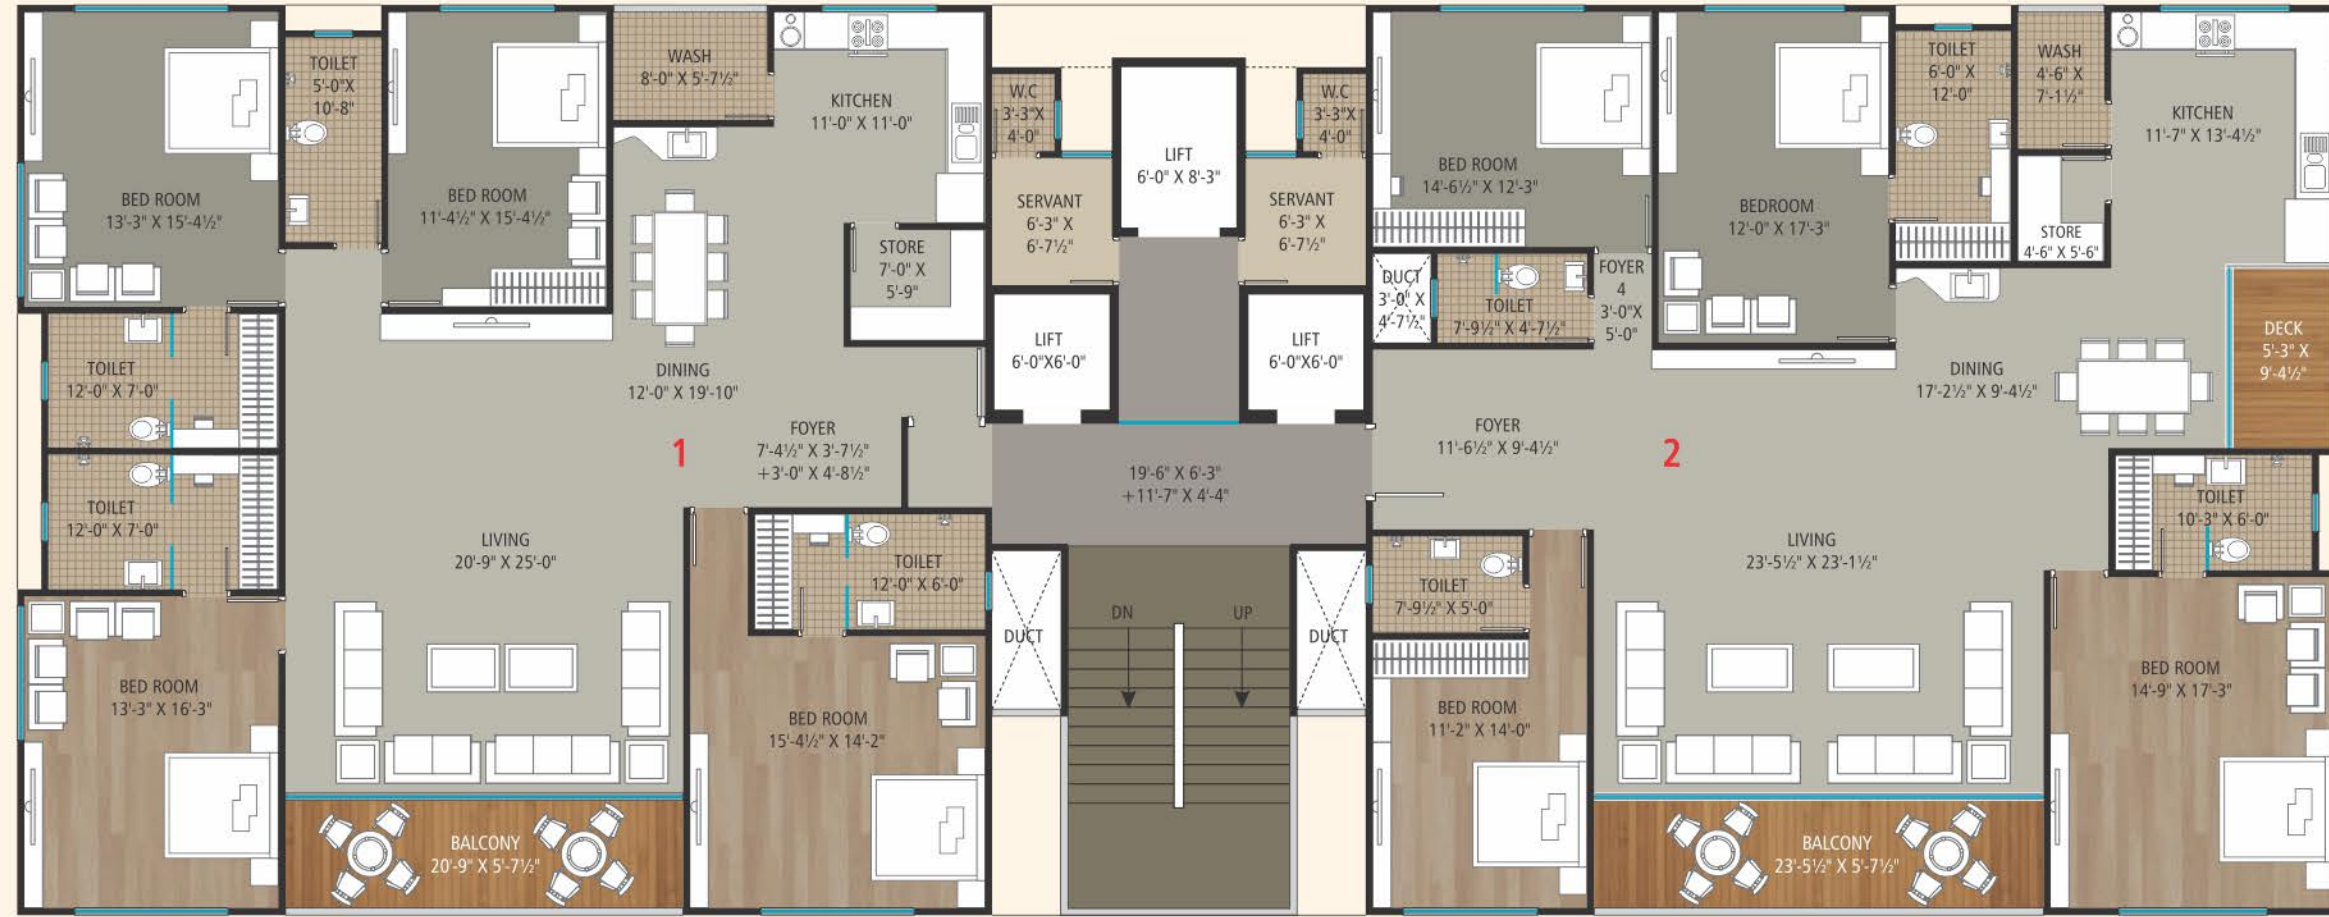 BED ROOM
13'-3" X 15'-4½"
TOILET
5'-0"X
10'-8"
BED ROOM
11'-4½" X 15'-4½"
WASH
8'-0" X 5'-7½"
KITCHEN
11'-0" X 11'-0"
STORE
7'-0" X
5'-9"
DINING
12'-0" X 19'-10"
TOILET
12'-0" X 7'-0"
TOILET
12'-0" X 7'-0"
1
FOYER
7'-4½" X 3'-7½"
+3'-0" X 4'-8½"
LIVING
20'-9" X 25'-0"
TOILET
12'-0" X 6'-0"
BED ROOM
13'-3" X 16'-3"
BED ROOM
15'-4½" X 14'-2"
BALCONY
20'-9" X 5'-7½"
W.C
3'-3"X
4'-0"
SERVANT
6'-3" X
6'-7½"
LIFT
6'-0" X 8'-3"
W.C
3'-3"X
4'-0"
SERVANT
6'-3" X
6'-7½"
LIFT
6'-0"X6'-0"
LIFT
6'-0"X6'-0"
19'-6" X 6'-3"
+11'-7" X 4'-4"
DUCT
DN
UP
DUCT
BED ROOM
14'-6½" X 12'-3"
BEDROOM
12'-0" X 17'-3"
TOILET
6'-0" X
12'-0"
WASH
4'-6" X
7'-1½"
KITCHEN
11'-7" X 13'-4½"
STORE
4'-6" X 5'-6"
DUCT
3'-0" X
4'-7½"
TOILET
7'-9½" X 4'-7½"
FOYER
4
3'-0"X
5'-0"
DECK
5'-3" X
9'-4½"
DINING
17'-2½" X 9'-4½"
FOYER
11'-6½" X 9'-4½"
2
TOILET
10'-3" X 6'-0"
LIVING
23'-5½" X 23'-1½"
TOILET
7'-9½" X 5'-0"
BED ROOM
11'-2" X 14'-0"
BED ROOM
14'-9" X 17'-3"
BALCONY
23'-5½" X 5'-7½"